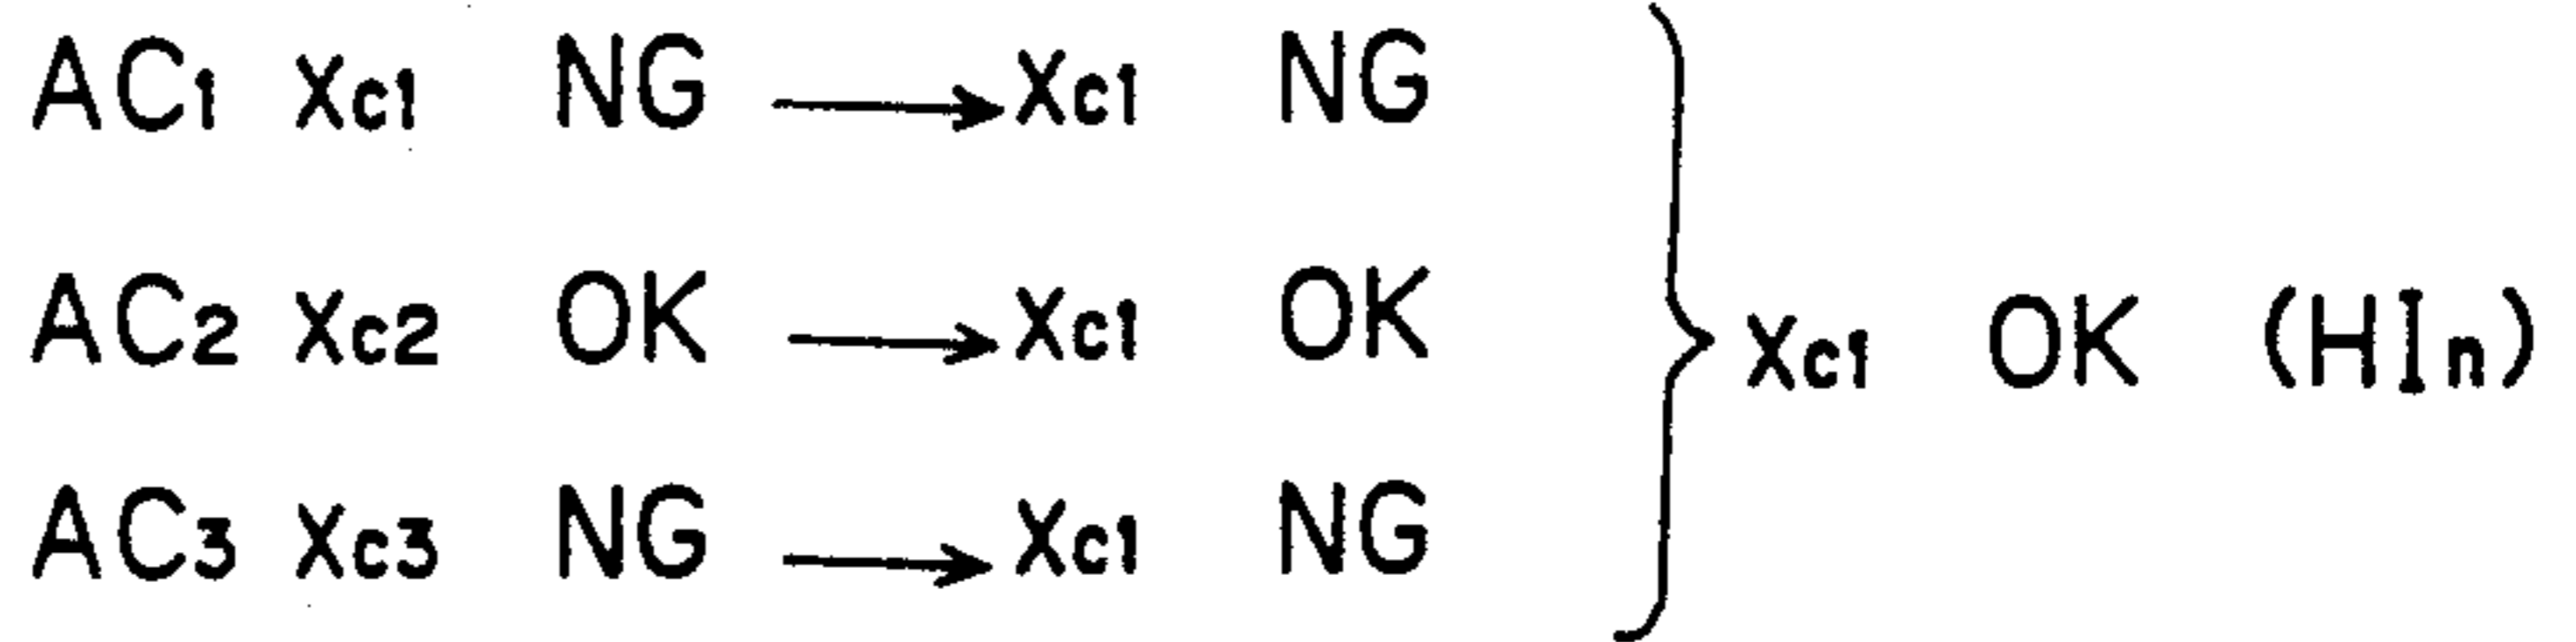 AC1 Xc1 NG → Xc1 NG
AC2 Xc2 OK → Xc1 OK
Xc1 OK (HIn)
AC3 Xc3 NG → Xc1 NG